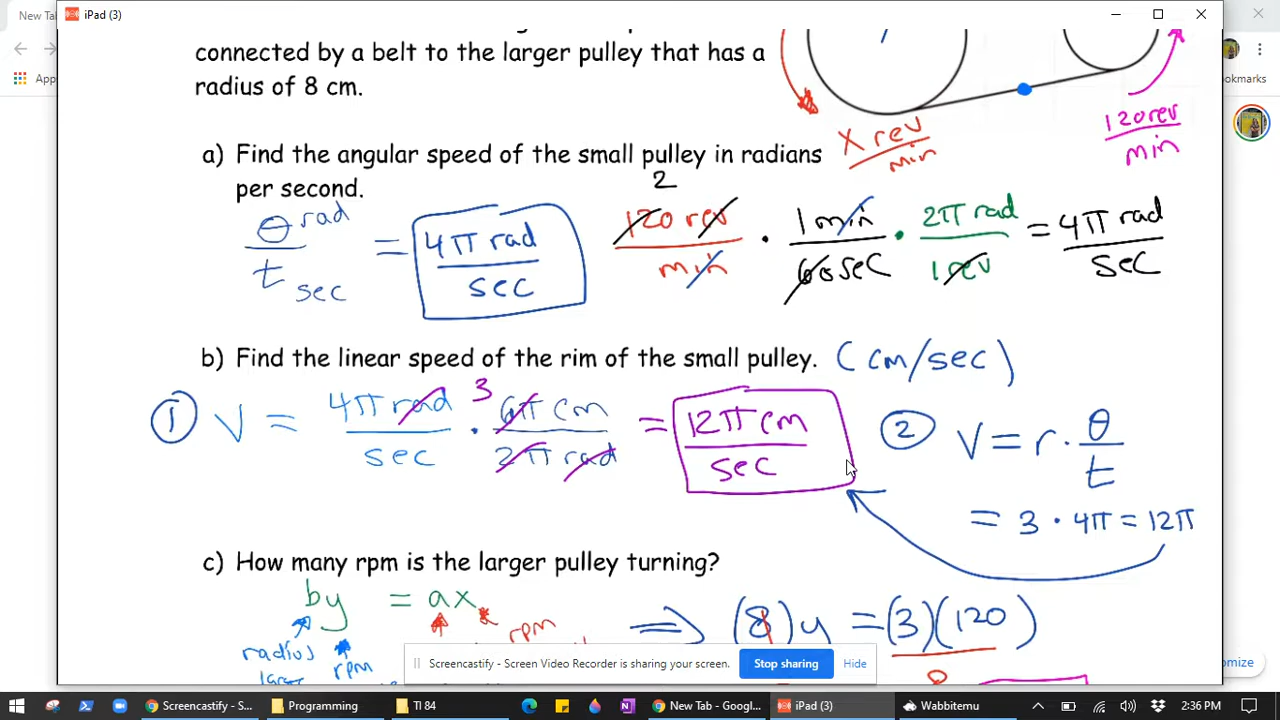 New Tab
iPad (3)
App
ookmarks
connected by a belt to the larger pulley that has a
radius of 8 cm.
X rev
min
120 rev
min
a) Find the angular speed of the small pulley in radians
per second.
θ rad
t sec
= 4π rad
sec
2
120 rev
min
· 1 min
60 sec
· 2π rad
1 rev
= 4π rad
sec
b) Find the linear speed of the rim of the small pulley. (cm/sec)
① V = 4π rad
sec
· 3 6π cm
2π rad
= 12π cm
sec
② V = r · θ
t
= 3 · 4π = 12π
c) How many rpm is the larger pulley turning?
by = ax
radius
rpm
rpm
⟹ (8)y = (3)(120)
8
Screencastify - Screen Video Recorder is sharing your screen.
Stop sharing
Hide
omize
Screencastify - S...
Programming
TI 84
New Tab - Googl...
iPad (3)
Wabbitemu
2:36 PM